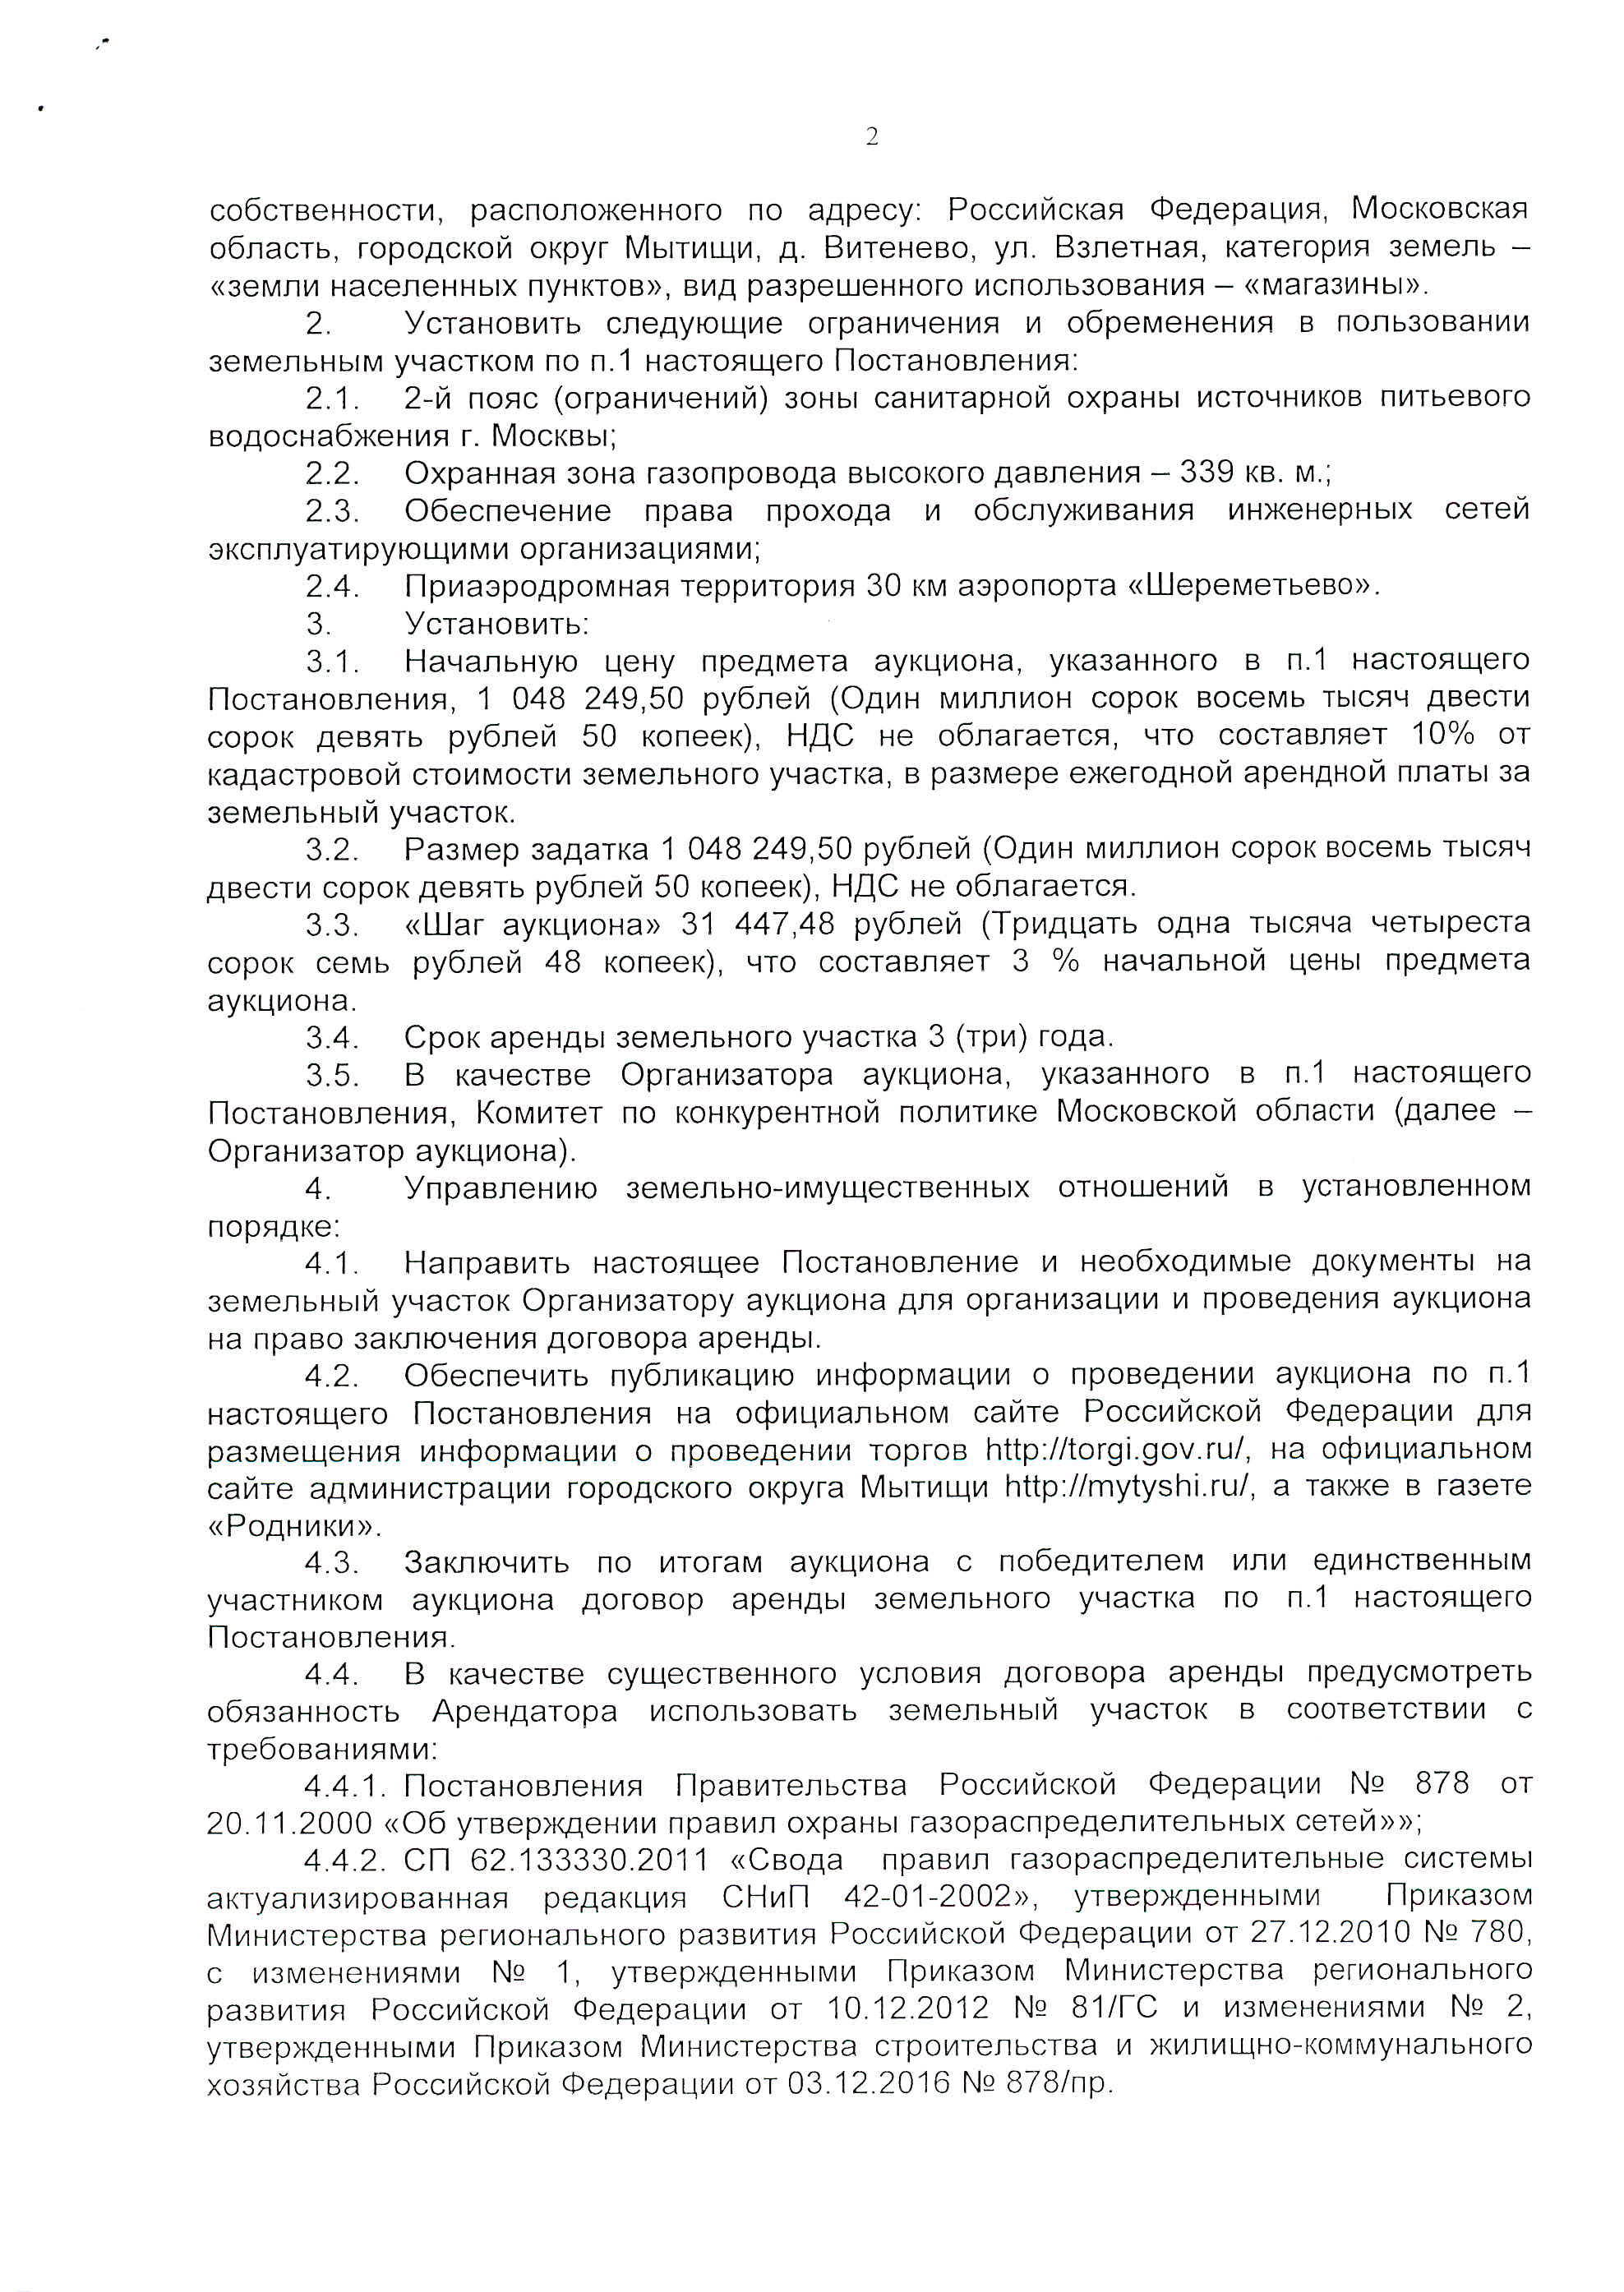 2
собственности, расположенного по адресу: Российская Федерация, Московская
область, городской округ Мытищи, д. Витенево, ул. Взлетная, категория земель –
«земли населенных пунктов», вид разрешенного использования – «магазины».
2. Установить следующие ограничения и обременения в пользовании
земельным участком по п.1 настоящего Постановления:
2.1. 2-й пояс (ограничений) зоны санитарной охраны источников питьевого
водоснабжения г. Москвы;
2.2. Охранная зона газопровода высокого давления – 339 кв. м.;
2.3. Обеспечение права прохода и обслуживания инженерных сетей
эксплуатирующими организациями;
2.4. Приаэродромная территория 30 км аэропорта «Шереметьево».
3. Установить:
3.1. Начальную цену предмета аукциона, указанного в п.1 настоящего
Постановления, 1 048 249,50 рублей (Один миллион сорок восемь тысяч двести
сорок девять рублей 50 копеек), НДС не облагается, что составляет 10% от
кадастровой стоимости земельного участка, в размере ежегодной арендной платы за
земельный участок.
3.2. Размер задатка 1 048 249,50 рублей (Один миллион сорок восемь тысяч
двести сорок девять рублей 50 копеек), НДС не облагается.
3.3. «Шаг аукциона» 31 447,48 рублей (Тридцать одна тысяча четыреста
сорок семь рублей 48 копеек), что составляет 3 % начальной цены предмета
аукциона.
3.4. Срок аренды земельного участка 3 (три) года.
3.5. В качестве Организатора аукциона, указанного в п.1 настоящего
Постановления, Комитет по конкурентной политике Московской области (далее –
Организатор аукциона).
4. Управлению земельно-имущественных отношений в установленном
порядке:
4.1. Направить настоящее Постановление и необходимые документы на
земельный участок Организатору аукциона для организации и проведения аукциона
на право заключения договора аренды.
4.2. Обеспечить публикацию информации о проведении аукциона по п.1
настоящего Постановления на официальном сайте Российской Федерации для
размещения информации о проведении торгов http://torgi.gov.ru/, на официальном
сайте администрации городского округа Мытищи http://mytyshi.ru/, а также в газете
«Родники».
4.3. Заключить по итогам аукциона с победителем или единственным
участником аукциона договор аренды земельного участка по п.1 настоящего
Постановления.
4.4. В качестве существенного условия договора аренды предусмотреть
обязанность Арендатора использовать земельный участок в соответствии с
требованиями:
4.4.1. Постановления Правительства Российской Федерации № 878 от
20.11.2000 «Об утверждении правил охраны газораспределительных сетей»»;
4.4.2. СП 62.133330.2011 «Свода правил газораспределительные системы
актуализированная редакция СНиП 42-01-2002», утвержденными Приказом
Министерства регионального развития Российской Федерации от 27.12.2010 № 780,
с изменениями № 1, утвержденными Приказом Министерства регионального
развития Российской Федерации от 10.12.2012 № 81/ГС и изменениями № 2,
утвержденными Приказом Министерства строительства и жилищно-коммунального
хозяйства Российской Федерации от 03.12.2016 № 878/пр.